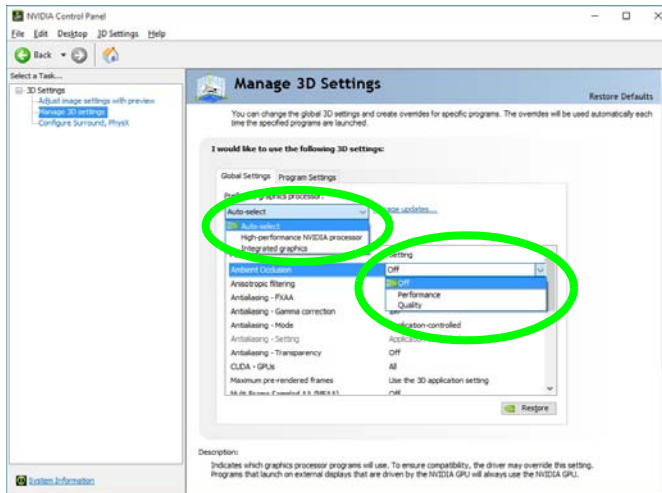 NVIDIA Control Panel
File Edit Desktop 3D Settings Help
Back
Select a Task...
3D Settings
Adjust image settings with preview
Manage 3D settings
Configure Surround, PhysX
Manage 3D Settings
Restore Defaults
You can change the global 3D settings and create overrides for specific programs. The overrides will be used automatically each
time the specified programs are launched.
I would like to use the following 3D settings:
Global Settings Program Settings
graphics processor:
Auto-select
updates...
Auto-select
High-performance NVIDIA processor
Integrated graphics
Setting
Ambient Occlusion Off
Anisotropic filtering Off
Antialiasing - FXAA Performance
Antialiasing - Gamma correction Quality
Antialiasing - Mode Application-controlled
Antialiasing - Setting
Antialiasing - Transparency Off
CUDA - GPUs All
Maximum pre-rendered frames Use the 3D application setting
Restore
Description:
Indicates which graphics processor programs will use. To ensure compatibility, the driver may override this setting.
Programs that launch on external displays that are driven by the NVIDIA GPU will always use the NVIDIA GPU.
System Information